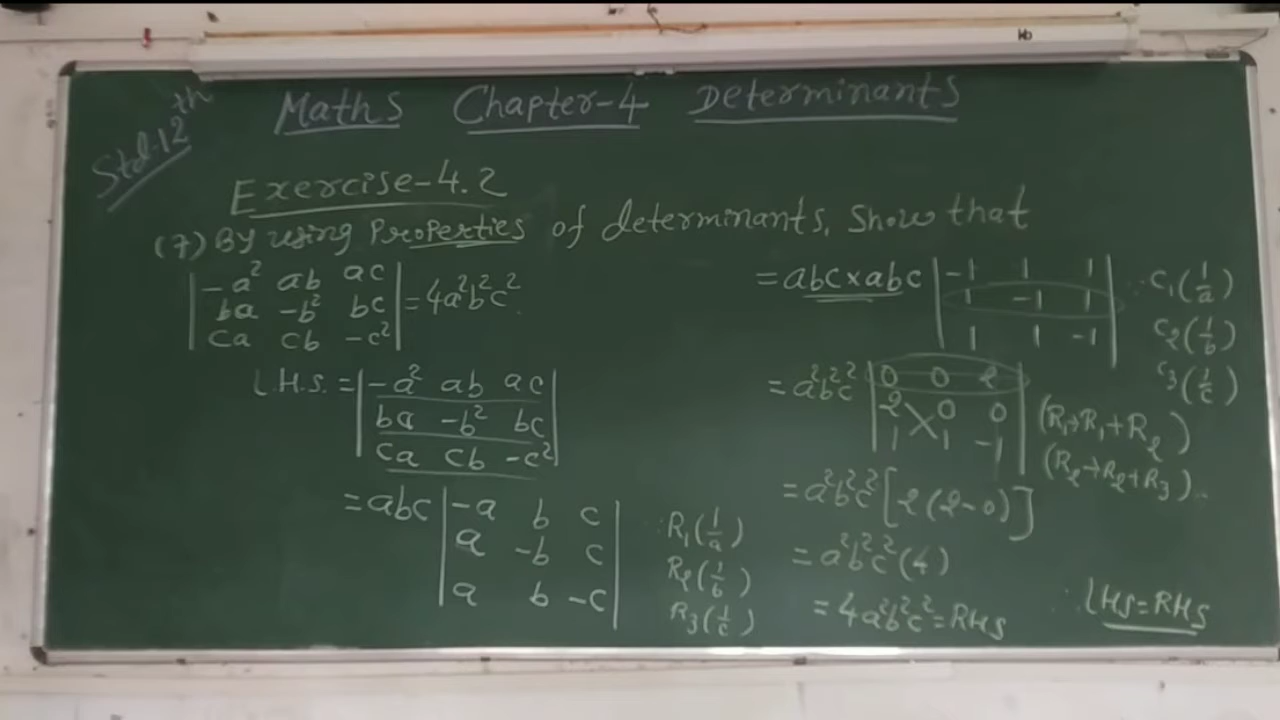 Std-12th
Maths Chapter-4 Determinants
Exercise-4.2
(7) By using Properties of determinants, Show that
|-a² ab ac|
|ba -b² bc| = 4a²b²c²
|ca cb -c²|
L.H.S. = |-a² ab ac|
|ba -b² bc|
|ca cb -c²|
= abc |-a b c| ∴ R₁(1/a)
|a -b c| R₂(1/b)
|a b -c| R₃(1/c)
= abc x abc |-1 1 1| ∴ C₁(1/a)
|1 -1 1| C₂(1/b)
|1 1 -1| C₃(1/c)
= a²b²c² |0 0 2|
|2 0 0| (R₁→R₁+R₂)
|1 1 -1| (R₂→R₂+R₃)
= a²b²c² [2(2-0)]
= a²b²c² (4)
= 4a²b²c² = RHS
∴ LHS = RHS